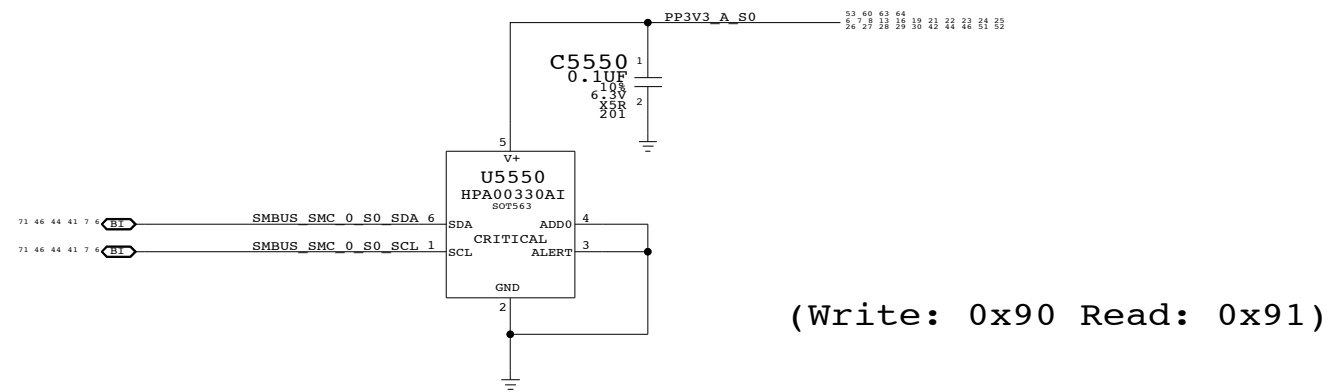 PP3V3_A_S0
53 60 63 64
6 7 8 13 16 19 21 22 23 24 25
26 27 28 29 30 42 44 46 51 52
C5550 1
0.1UF
10%
6.3V
X5R 2
201
5
V+
U5550
HPA00330AI
SOT563
71 46 44 41 7 6 BI SMBUS_SMC_0_S0_SDA 6 SDA ADD0 4
CRITICAL
71 46 44 41 7 6 BI SMBUS_SMC_0_S0_SCL 1 SCL ALERT 3
GND
2
(Write: 0x90 Read: 0x91)